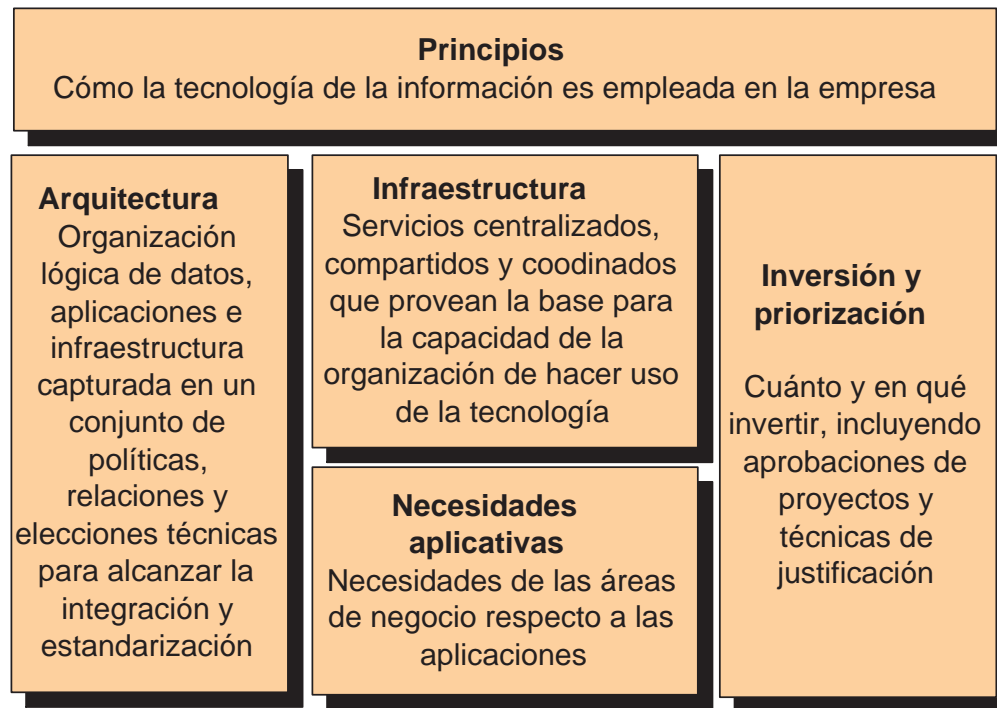 Principios
Cómo la tecnología de la información es empleada en la empresa
Arquitectura
Organización
lógica de datos,
aplicaciones e
infraestructura
capturada en un
conjunto de
políticas,
relaciones y
elecciones técnicas
para alcanzar la
integración y
estandarización
Infraestructura
Servicios centralizados,
compartidos y coodinados
que provean la base para
la capacidad de la
organización de hacer uso
de la tecnología
Necesidades
aplicativas
Necesidades de las áreas
de negocio respecto a las
aplicaciones
Inversión y
priorización
Cuánto y en qué
invertir, incluyendo
aprobaciones de
proyectos y
técnicas de
justificación